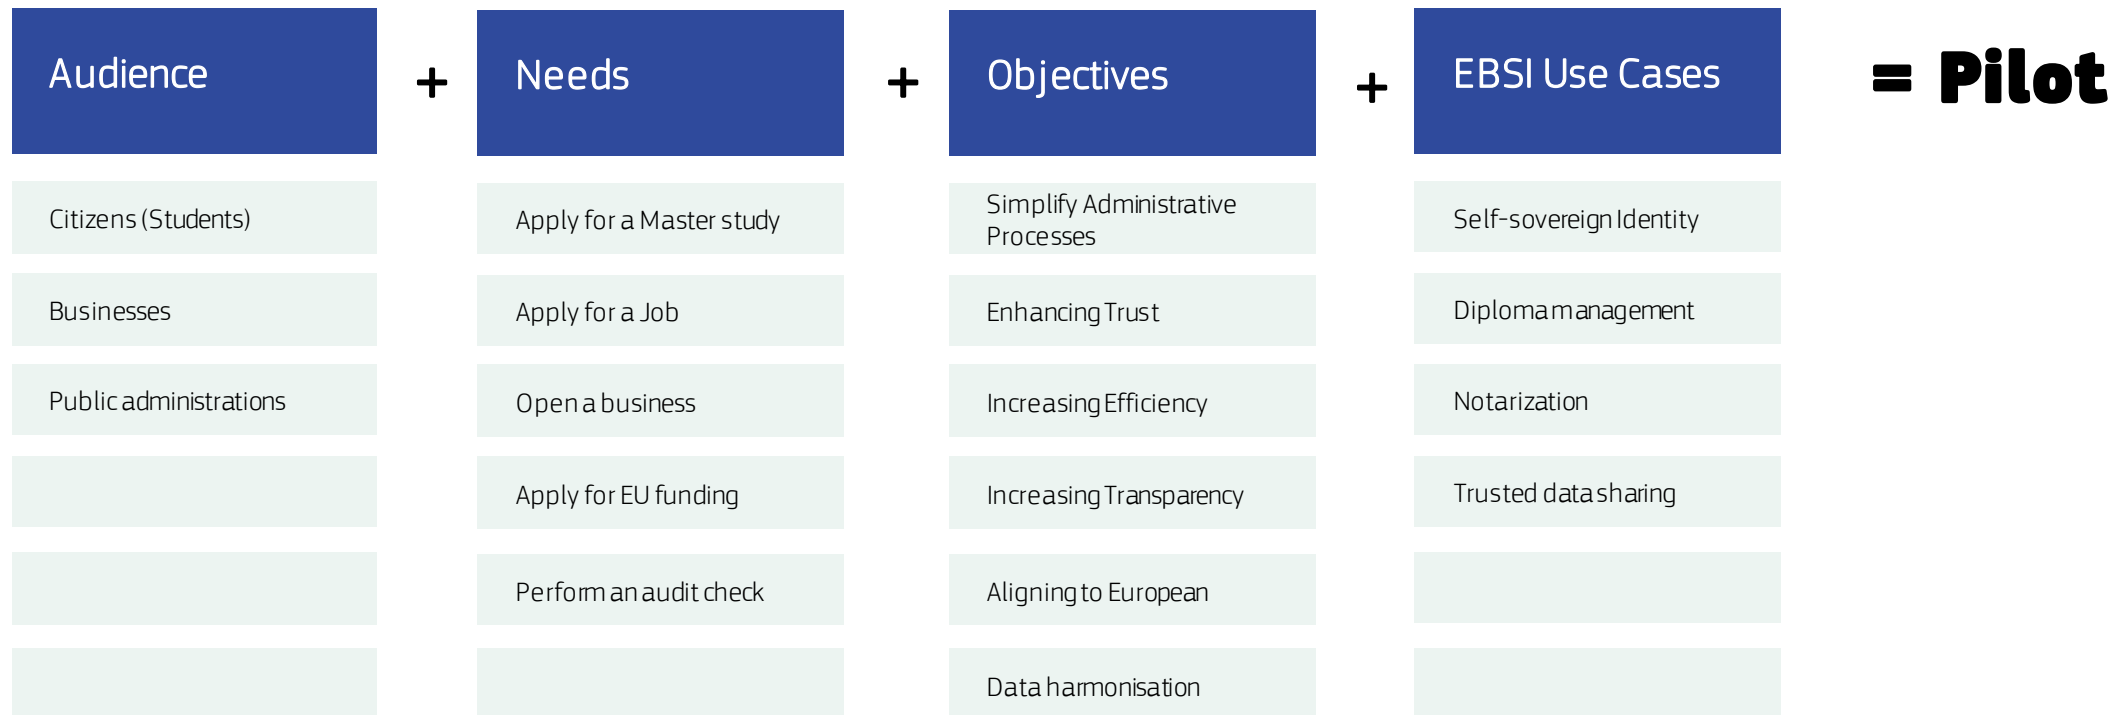 Audience
+
Needs
+
Objectives
+
EBSI Use Cases
= Pilot
Citizens (Students)
Businesses
Public administrations
Apply for a Master study
Apply for a Job
Open a business
Apply for EU funding
Perform an audit check
Simplify Administrative
Processes
Enhancing Trust
Increasing Efficiency
Increasing Transparency
Aligning to European
Data harmonisation
Self-sovereign Identity
Diploma management
Notarization
Trusted data sharing